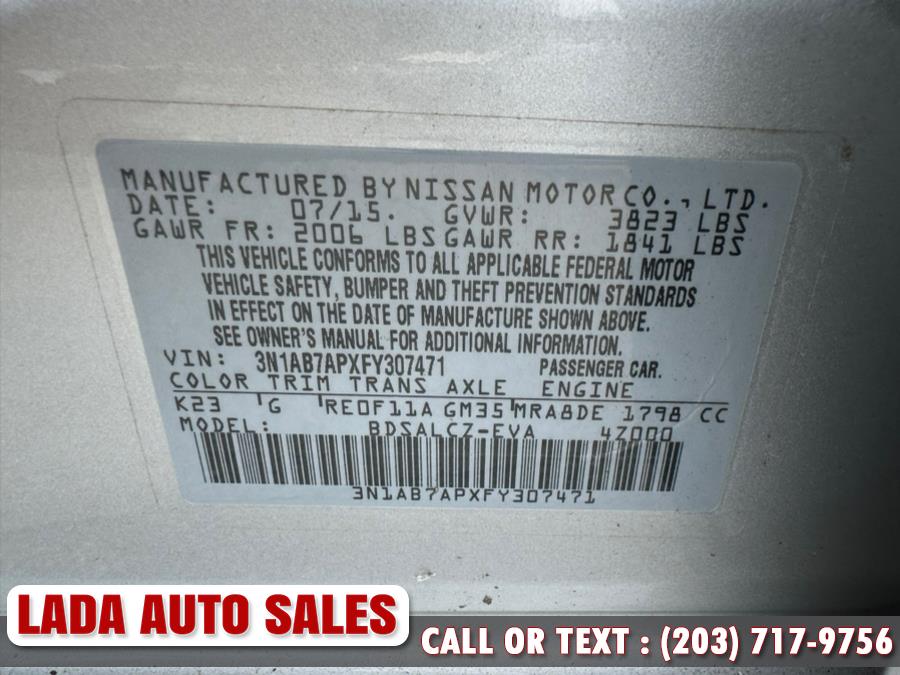 MANUFACTURED BY NISSAN MOTOR CO., LTD.
DATE: 07/15. GVWR: 3823 LBS
GAWR FR: 2006 LBS GAWR RR: 1841 LBS
THIS VEHICLE CONFORMS TO ALL APPLICABLE FEDERAL MOTOR
VEHICLE SAFETY, BUMPER AND THEFT PREVENTION STANDARDS
IN EFFECT ON THE DATE OF MANUFACTURE SHOWN ABOVE.
SEE OWNER'S MANUAL FOR ADDITIONAL INFORMATION.
VIN: 3N1AB7APXFY307471 PASSENGER CAR.
COLOR TRIM TRANS AXLE ENGINE
K23 G RE0F11A GM35 MRA8DE 1798 CC
MODEL: BDSALCZ-EVA 4Z000
3N1AB7APXFY307471
LADA AUTO SALES
CALL OR TEXT : (203) 717-9756